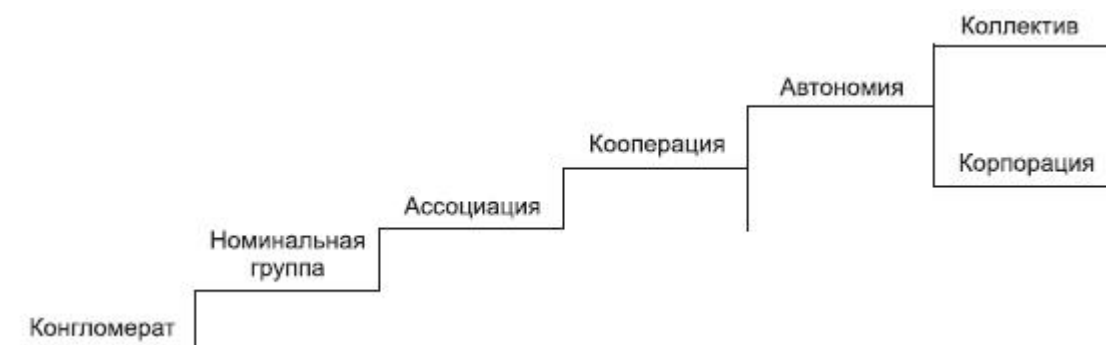 Коллектив
Автономия
Кооперация
Корпорация
Ассоциация
Номинальная
группа
Конгломерат